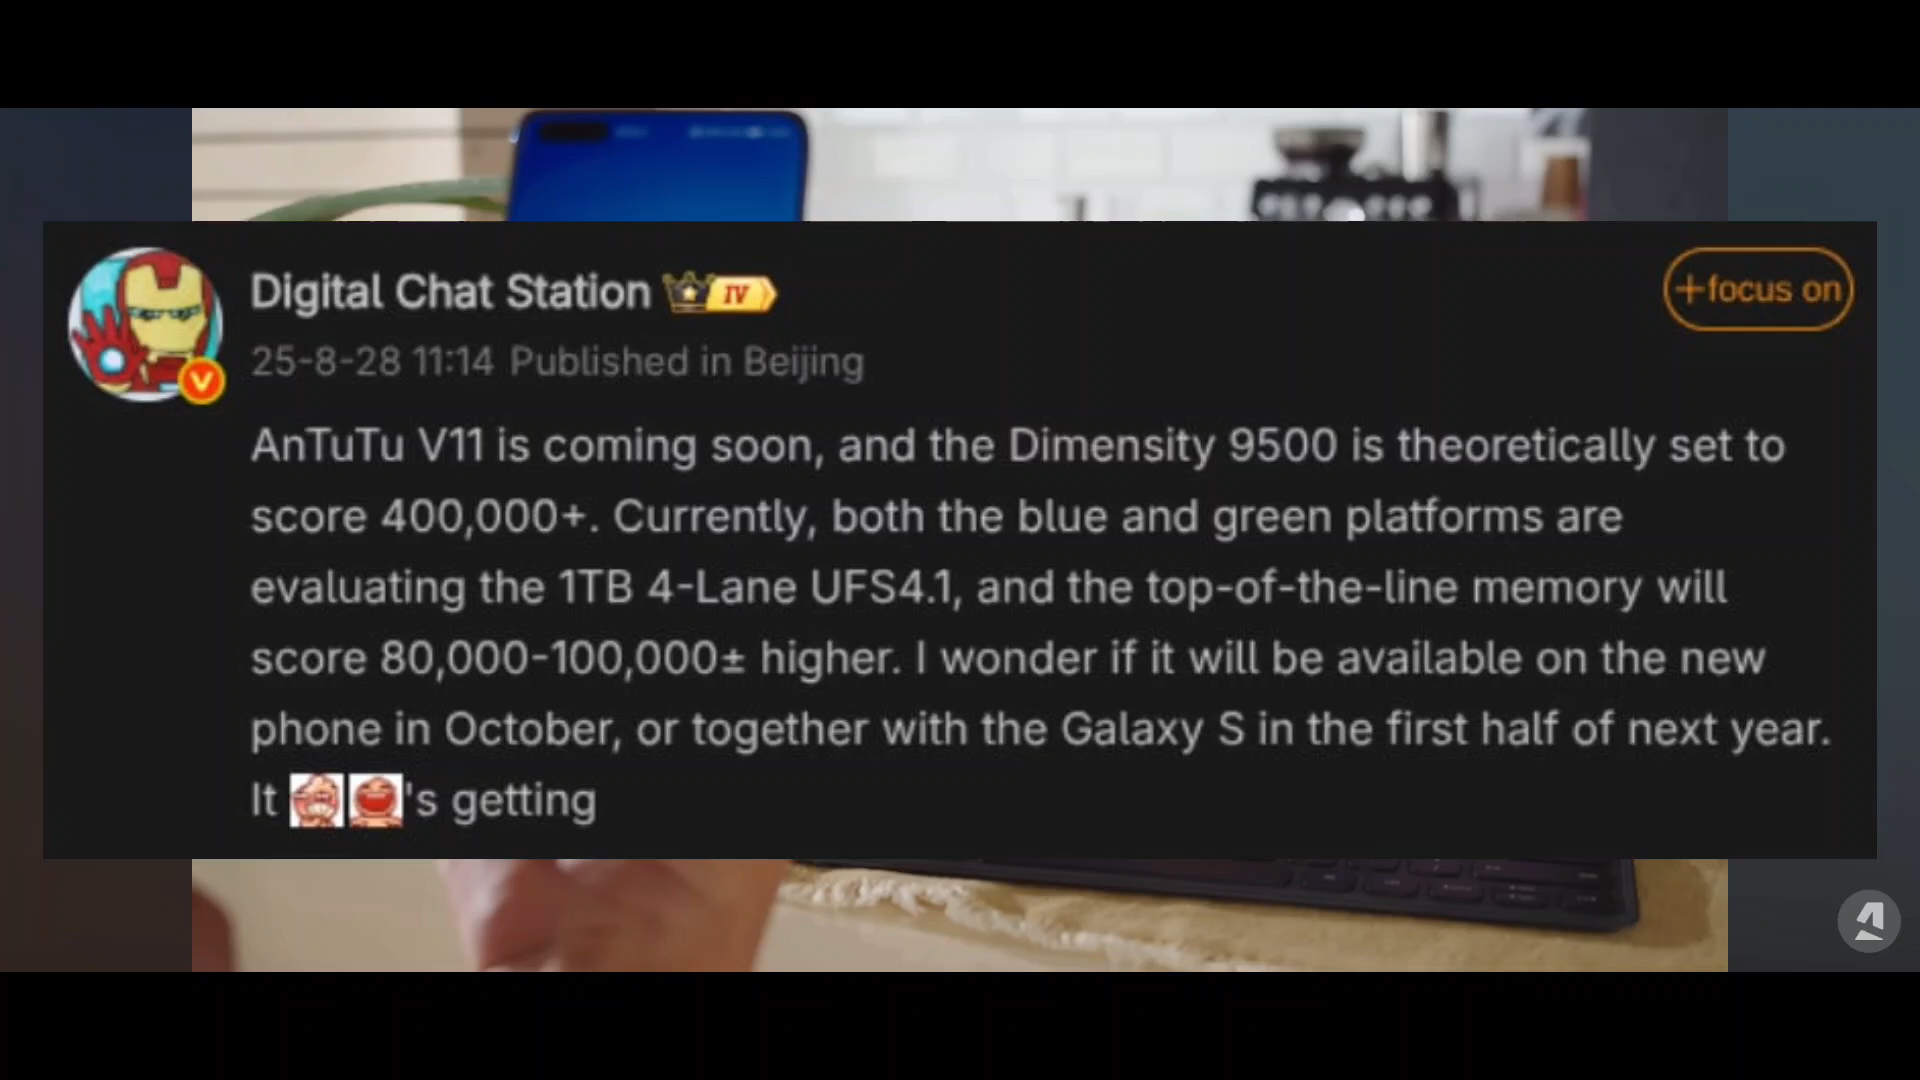 Digital Chat Station IV
+focus on
25-8-28 11:14 Published in Beijing
AnTuTu V11 is coming soon, and the Dimensity 9500 is theoretically set to
score 400,000+. Currently, both the blue and green platforms are
evaluating the 1TB 4-Lane UFS4.1, and the top-of-the-line memory will
score 80,000-100,000± higher. I wonder if it will be available on the new
phone in October, or together with the Galaxy S in the first half of next year.
It 's getting